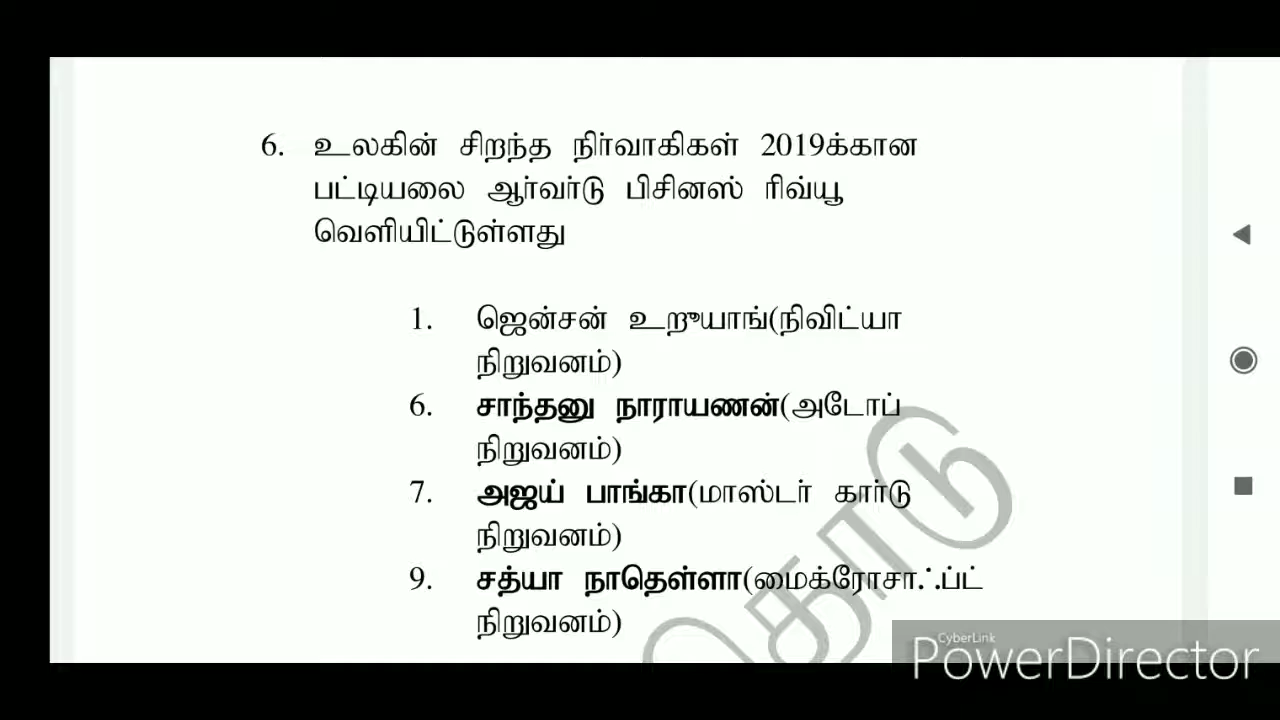 6. உலகின் சிறந்த நிர்வாகிகள் 2019க்கான
பட்டியலை ஆர்வர்டு பிசினஸ் ரிவ்யூ
வெளியிட்டுள்ளது
1. ஜென்சன் உறுயாங்(நிவிட்யா
நிறுவனம்)
6. சாந்தனு நாராயணன்(அடோப்
நிறுவனம்)
7. அஜய் பாங்கா(மாஸ்டர் கார்டு
நிறுவனம்)
9. சத்யா நாதெள்ளா(மைக்ரோசாஃப்ட்
நிறுவனம்)
CyberLink
PowerDirector